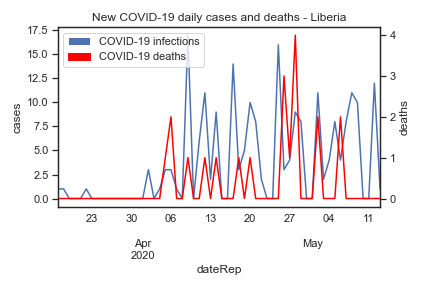 New COVID-19 daily cases and deaths - Liberia
COVID-19 infections
COVID-19 deaths
17.5
15.0
12.5
10.0
7.5
5.0
2.5
0.0
cases
4
3
2
1
0
deaths
23 30 06 13 20 27 04 11
Apr May
2020
dateRep